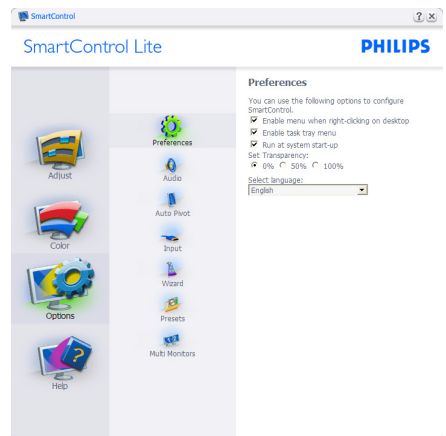 SmartControl
? ×
SmartControl Lite
PHILIPS
Adjust
Color
Options
Help
Preferences
Audio
Auto Pivot
Input
Wizard
Presets
Multi Monitors
Preferences
You can use the following options to configure
SmartControl.
Enable menu when right-clicking on desktop
Enable task tray menu
Run at system start-up
Set Transparency:
0% 50% 100%
Select language:
English